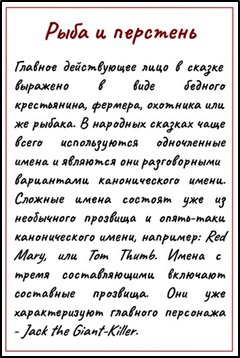 Рыба и перстень
Главное действующее лицо в сказке
выражено в виде бедного
крестьянина, фермера, охотника или
же рыбака. В народных сказках чаще
всего используются одночленные
имена и являются они разговорными
вариантами канонического имени.
Сложные имена состоят уже из
необычного прозвища и опять-таки
канонического имени, например: Red
Mary, или Tom Thumb. Имена с
тремя составляющими включают
составные прозвища. Они уже
характеризуют главного персонажа
- Jack the Giant-Killer.